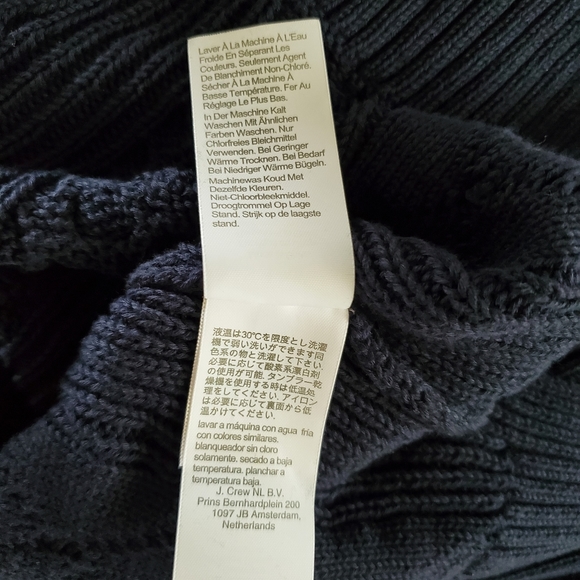 Laver À La Machine À L'Eau
Froide En Séparant Les
Couleurs. Seulement Agent
De Blanchiment Non-Chloré.
Sécher À La Machine À
Basse Température. Fer Au
Réglage Le Plus Bas.
In Der Maschine Kalt
Waschen Mit Ähnlichen
Farben Waschen. Nur
Chlorfreies Bleichmittel
Verwenden. Bei Geringer
Wärme Trocknen. Bei Bedarf
Bei Niedriger Wärme Bügeln.
Machinewas Koud Met
Dezelfde Kleuren.
Niet-Chloorbleekmiddel.
Droogtrommel Op Lage
Stand. Strijk op de laagste
stand.
液温は30℃を限度とし洗濯
機で弱い洗いができます同
色系の物と洗濯して下さい.
必要に応じて酸素系漂白剤
の使用が可能. タンブラー乾
燥機を使用する時は低温処
理をしてください. アイロン
は必要に応じて裏面から低
温かけてください.
lavar a máquina con agua fría
con colores similares.
blanqueador sin cloro
solamente. secado a baja
temperatura. planchar a
temperatura baja.
J. Crew NL B.V.
Prins Bernhardplein 200
1097 JB Amsterdam,
Netherlands